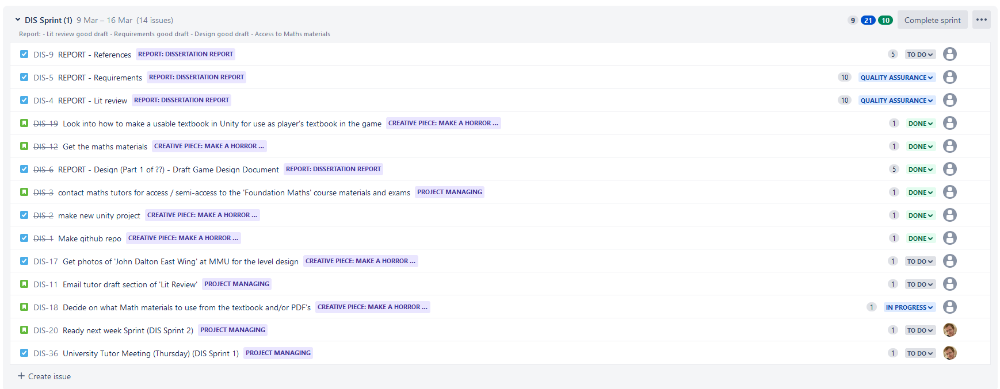 DIS Sprint (1) 9 Mar – 16 Mar (14 issues) 9 21 10 Complete sprint
Report: - Lit review good draft - Requirements good draft - Design good draft - Access to Maths materials
DIS-9 REPORT - References REPORT: DISSERTATION REPORT 5 TO DO
DIS-5 REPORT - Requirements REPORT: DISSERTATION REPORT 10 QUALITY ASSURANCE
DIS-4 REPORT - Lit review REPORT: DISSERTATION REPORT 10 QUALITY ASSURANCE
DIS-19 Look into how to make a usable textbook in Unity for use as player's textbook in the game CREATIVE PIECE: MAKE A HORROR ... 1 DONE
DIS-12 Get the maths materials CREATIVE PIECE: MAKE A HORROR ... 1 DONE
DIS-6 REPORT - Design (Part 1 of ??) - Draft Game Design Document REPORT: DISSERTATION REPORT 5 DONE
DIS-3 contact maths tutors for access / semi-access to the 'Foundation Maths' course materials and exams PROJECT MANAGING 1 DONE
DIS-2 make new unity project CREATIVE PIECE: MAKE A HORROR ... 1 DONE
DIS-1 Make github repo CREATIVE PIECE: MAKE A HORROR ... 1 DONE
DIS-17 Get photos of 'John Dalton East Wing' at MMU for the level design CREATIVE PIECE: MAKE A HORROR ... 1 TO DO
DIS-11 Email tutor draft section of 'Lit Review' PROJECT MANAGING 1 TO DO
DIS-18 Decide on what Math materials to use from the textbook and/or PDF's CREATIVE PIECE: MAKE A HORROR ... 1 IN PROGRESS
DIS-20 Ready next week Sprint (DIS Sprint 2) PROJECT MANAGING 1 TO DO
DIS-36 University Tutor Meeting (Thursday) (DIS Sprint 1) PROJECT MANAGING 1 TO DO
+ Create issue